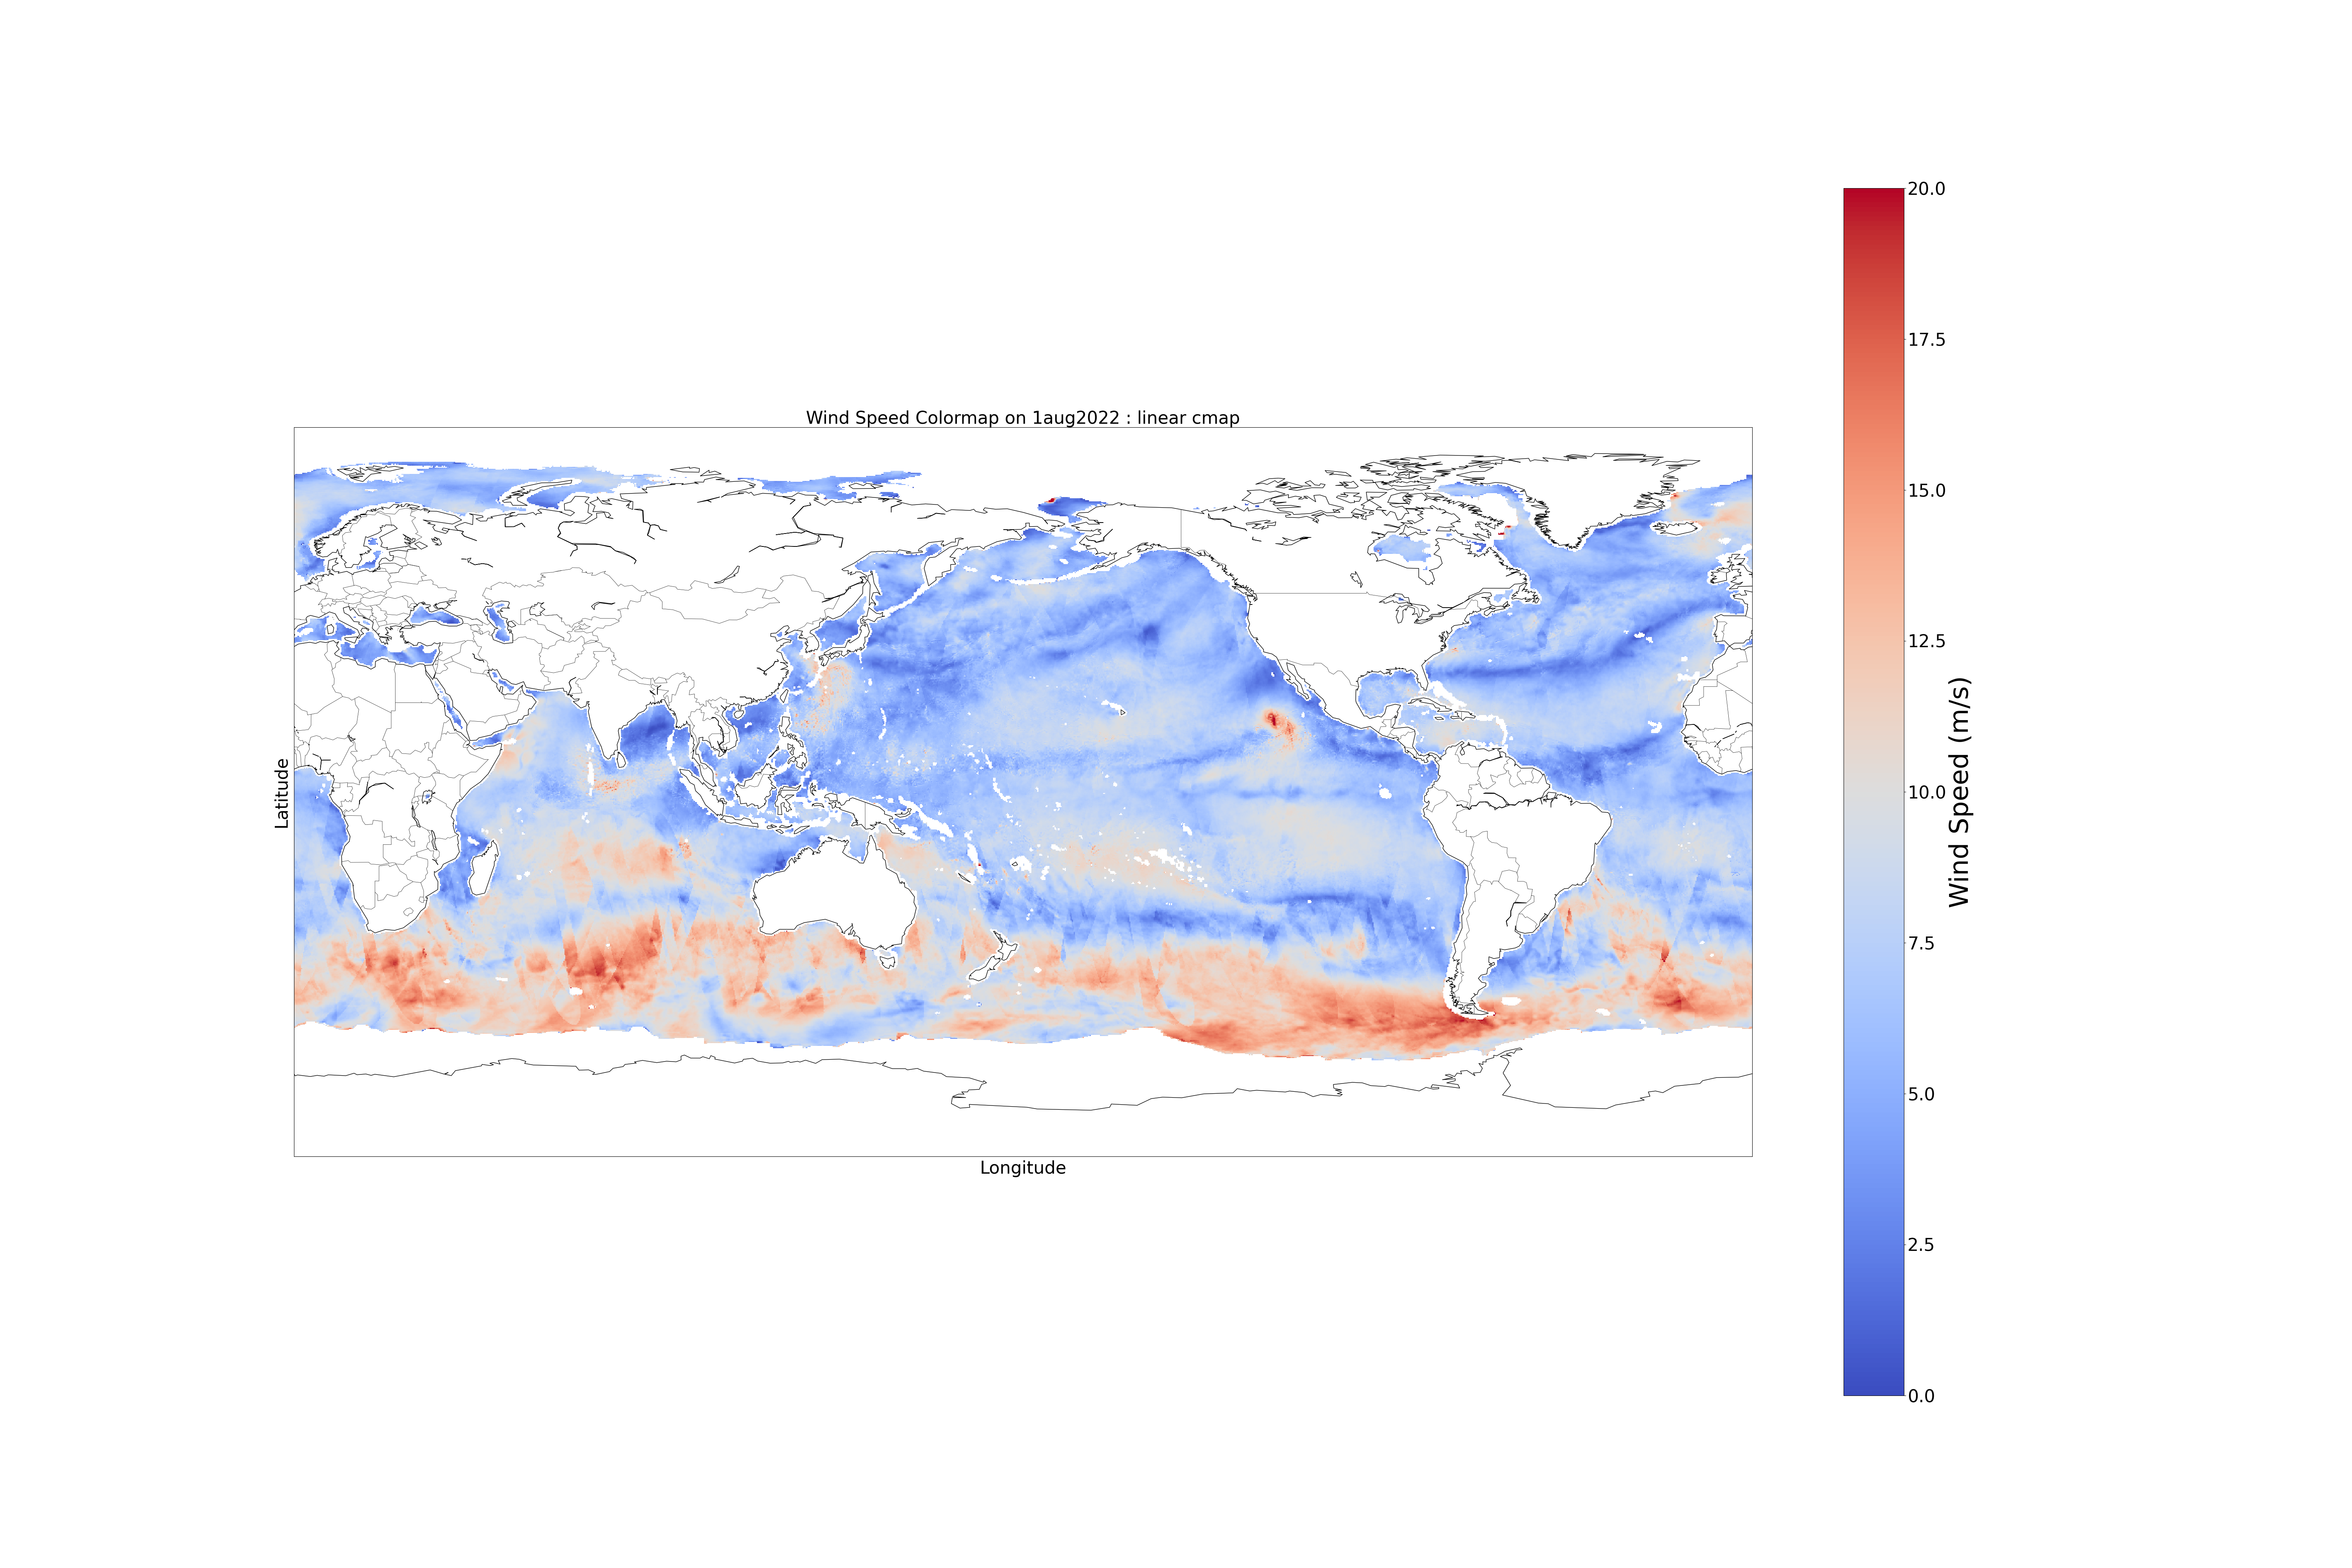 Wind Speed Colormap on 1aug2022 : linear cmap
Latitude
Longitude
20.0
17.5
15.0
12.5
10.0
7.5
5.0
2.5
0.0
Wind Speed (m/s)